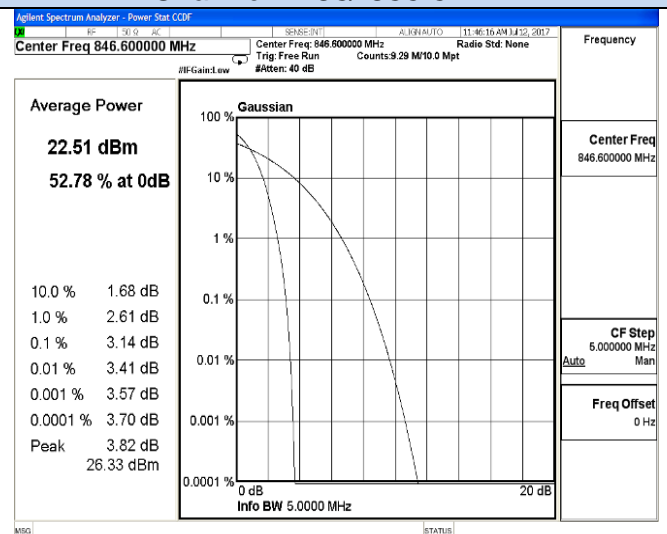 Agilent Spectrum Analyzer - Power Stat CCDF
RF 50 Ω AC SENSE:INT ALIGN AUTO 11:46:16 AM Jul 12, 2017
Center Freq 846.600000 MHz
Center Freq: 846.600000 MHz Radio Std: None
Trig: Free Run Counts:9.29 M/10.0 Mpt
#IFGain:Low #Atten: 40 dB
Frequency
Average Power
22.51 dBm
52.78 % at 0dB
10.0 % 1.68 dB
1.0 % 2.61 dB
0.1 % 3.14 dB
0.01 % 3.41 dB
0.001 % 3.57 dB
0.0001 % 3.70 dB
Peak 3.82 dB
26.33 dBm
Gaussian
100 %
10 %
1 %
0.1 %
0.01 %
0.001 %
0.0001 %
0 dB 20 dB
Info BW 5.0000 MHz
Center Freq
846.600000 MHz
CF Step
5.000000 MHz
Auto Man
Freq Offset
0 Hz
MSG STATUS